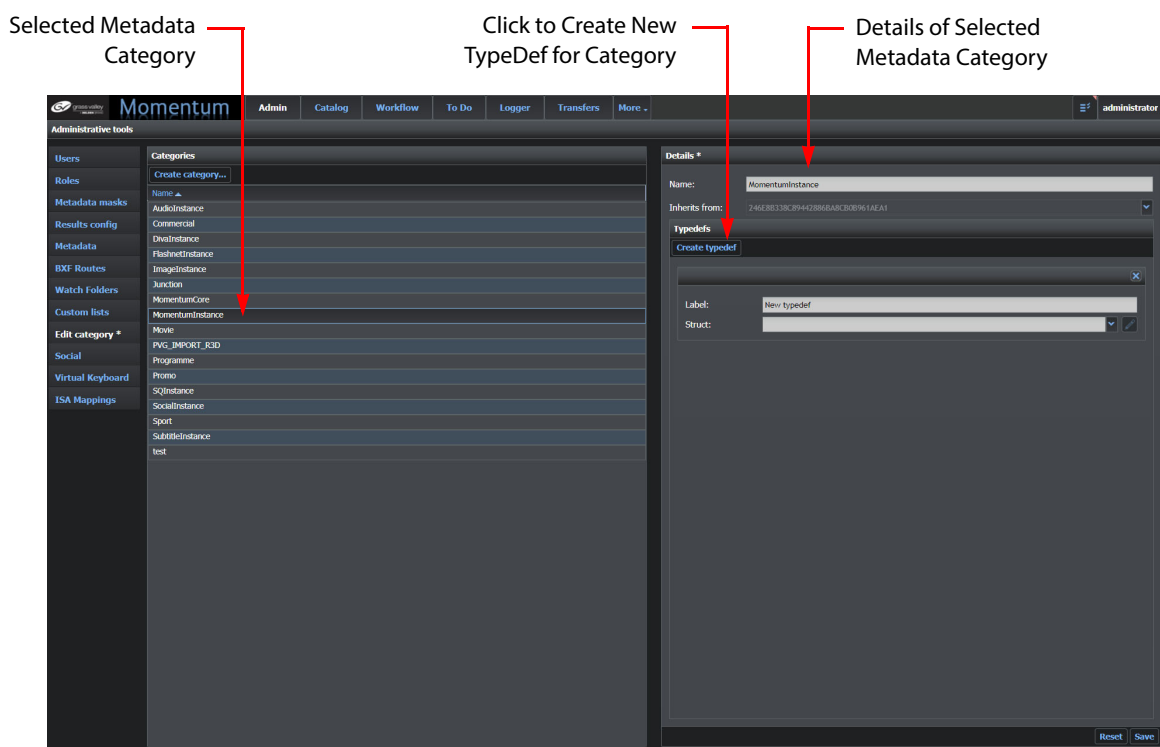 Selected Metadata
Category
Click to Create New
TypeDef for Category
Details of Selected
Metadata Category
grass valley
Momentum
Admin
Catalog
Workflow
To Do
Logger
Transfers
More
administrator
Administrative tools
Users
Roles
Metadata masks
Results config
Metadata
BXF Routes
Watch Folders
Custom lists
Edit category *
Social
Virtual Keyboard
ISA Mappings
Categories
Create category...
Name
AudioInstance
Commercial
DivaInstance
FlashnetInstance
ImageInstance
Junction
MomentumCore
MomentumInstance
Movie
PVG_IMPORT_R3D
Programme
Promo
SQInstance
SocialInstance
Sport
SubtitleInstance
test
Details *
Name:
MomentumInstance
Inherits from:
Typedefs
Create typedef
Label:
New typedef
Struct:
Reset
Save